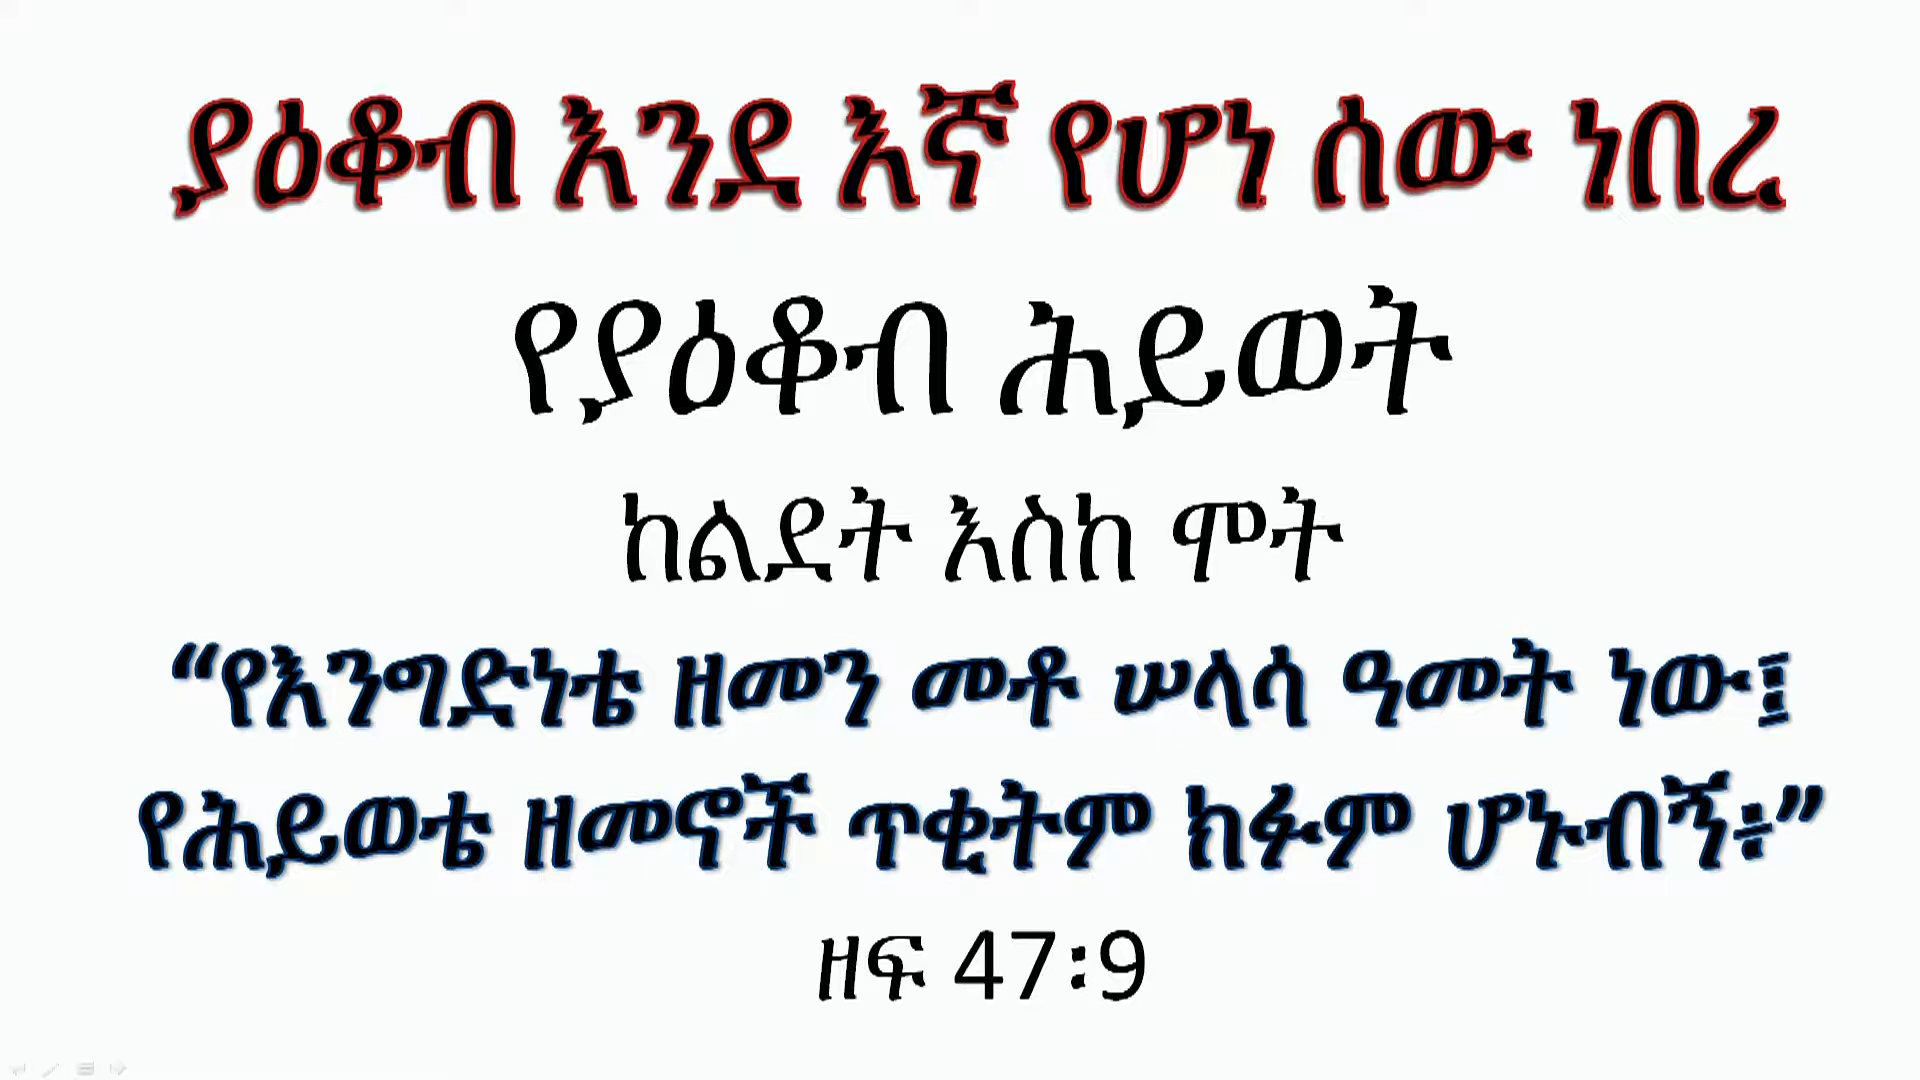 ያዕቆብ እንደ እኛ የሆነ ሰው ነበረ
የያዕቆብ ሕይወት
ከልደት እስከ ሞት
“የእንግድነቴ ዘመን መቶ ሠላሳ ዓመት ነው፤
የሕይወቴ ዘመኖች ጥቂትም ክፉም ሆኑብኝ፥”
ዘፍ 47፡9